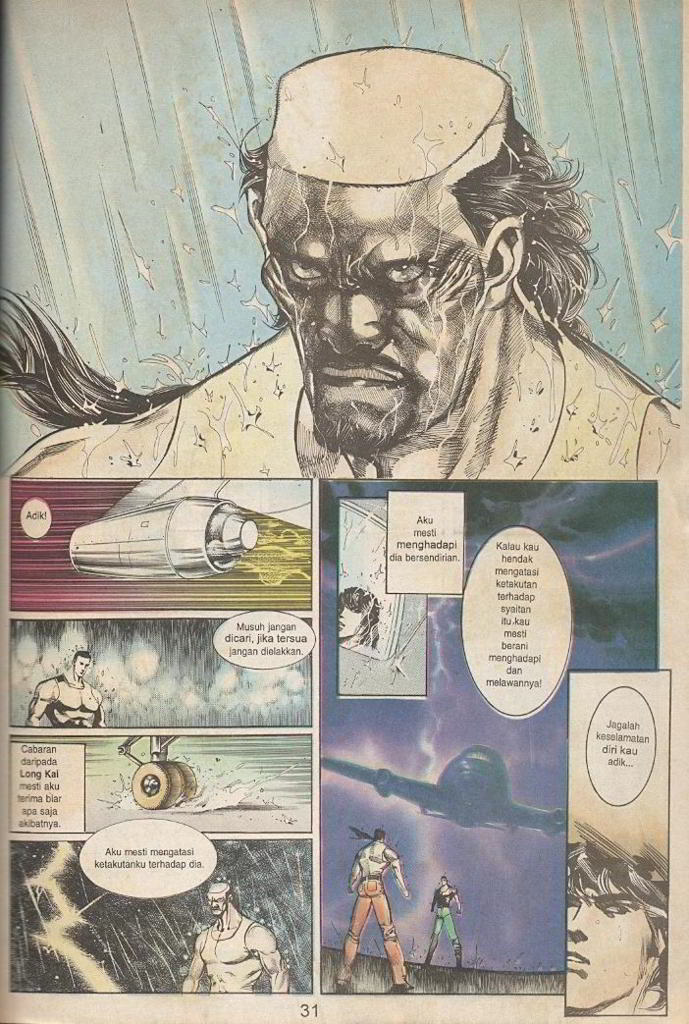 Adik!
Musuh jangan
dicari, jika tersua
jangan dielakkan.
Cabaran
daripada
Long Kai
mesti aku
terima biar
apa saja
akibatnya.
Aku mesti mengatasi
ketakutanku terhadap dia.
Aku
mesti
menghadapi
dia bersendirian.
Kalau kau
hendak
mengatasi
ketakutan
terhadap
syaitan
itu,kau
mesti
berani
menghadapi
dan
melawannya!
Jagalah
keselamatan
diri kau
adik...
31